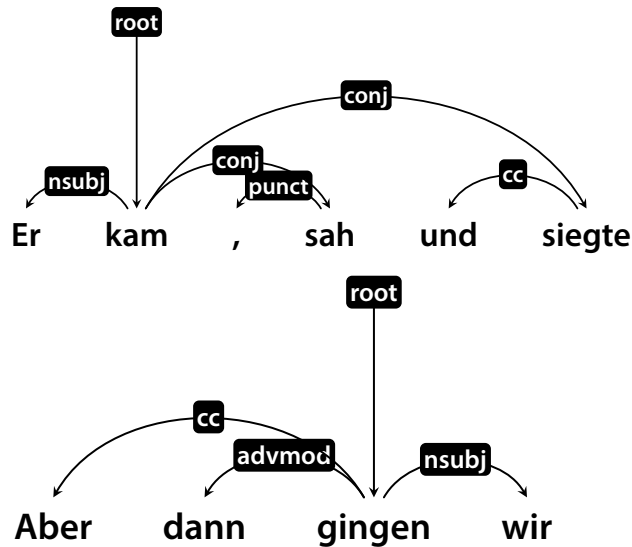 root
conj
conj
nsubj punct cc
Er kam , sah und siegte
root
cc
advmod nsubj
Aber dann gingen wir